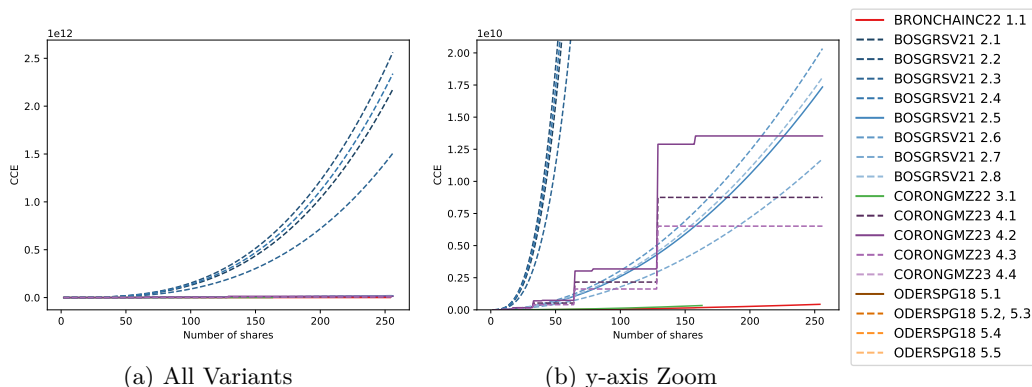 1e12
2.5
2.0
1.5
1.0
0.5
0.0
CCE
0 50 100 150 200 250
Number of shares
(a) All Variants
1e10
2.00
1.75
1.50
1.25
1.00
0.75
0.50
0.25
0.00
CCE
0 50 100 150 200 250
Number of shares
(b) y-axis Zoom
BRONCHAINC22 1.1
BOSGRSV21 2.1
BOSGRSV21 2.2
BOSGRSV21 2.3
BOSGRSV21 2.4
BOSGRSV21 2.5
BOSGRSV21 2.6
BOSGRSV21 2.7
BOSGRSV21 2.8
CORONGMZ22 3.1
CORONGMZ23 4.1
CORONGMZ23 4.2
CORONGMZ23 4.3
CORONGMZ23 4.4
ODERSPG18 5.1
ODERSPG18 5.2, 5.3
ODERSPG18 5.4
ODERSPG18 5.5